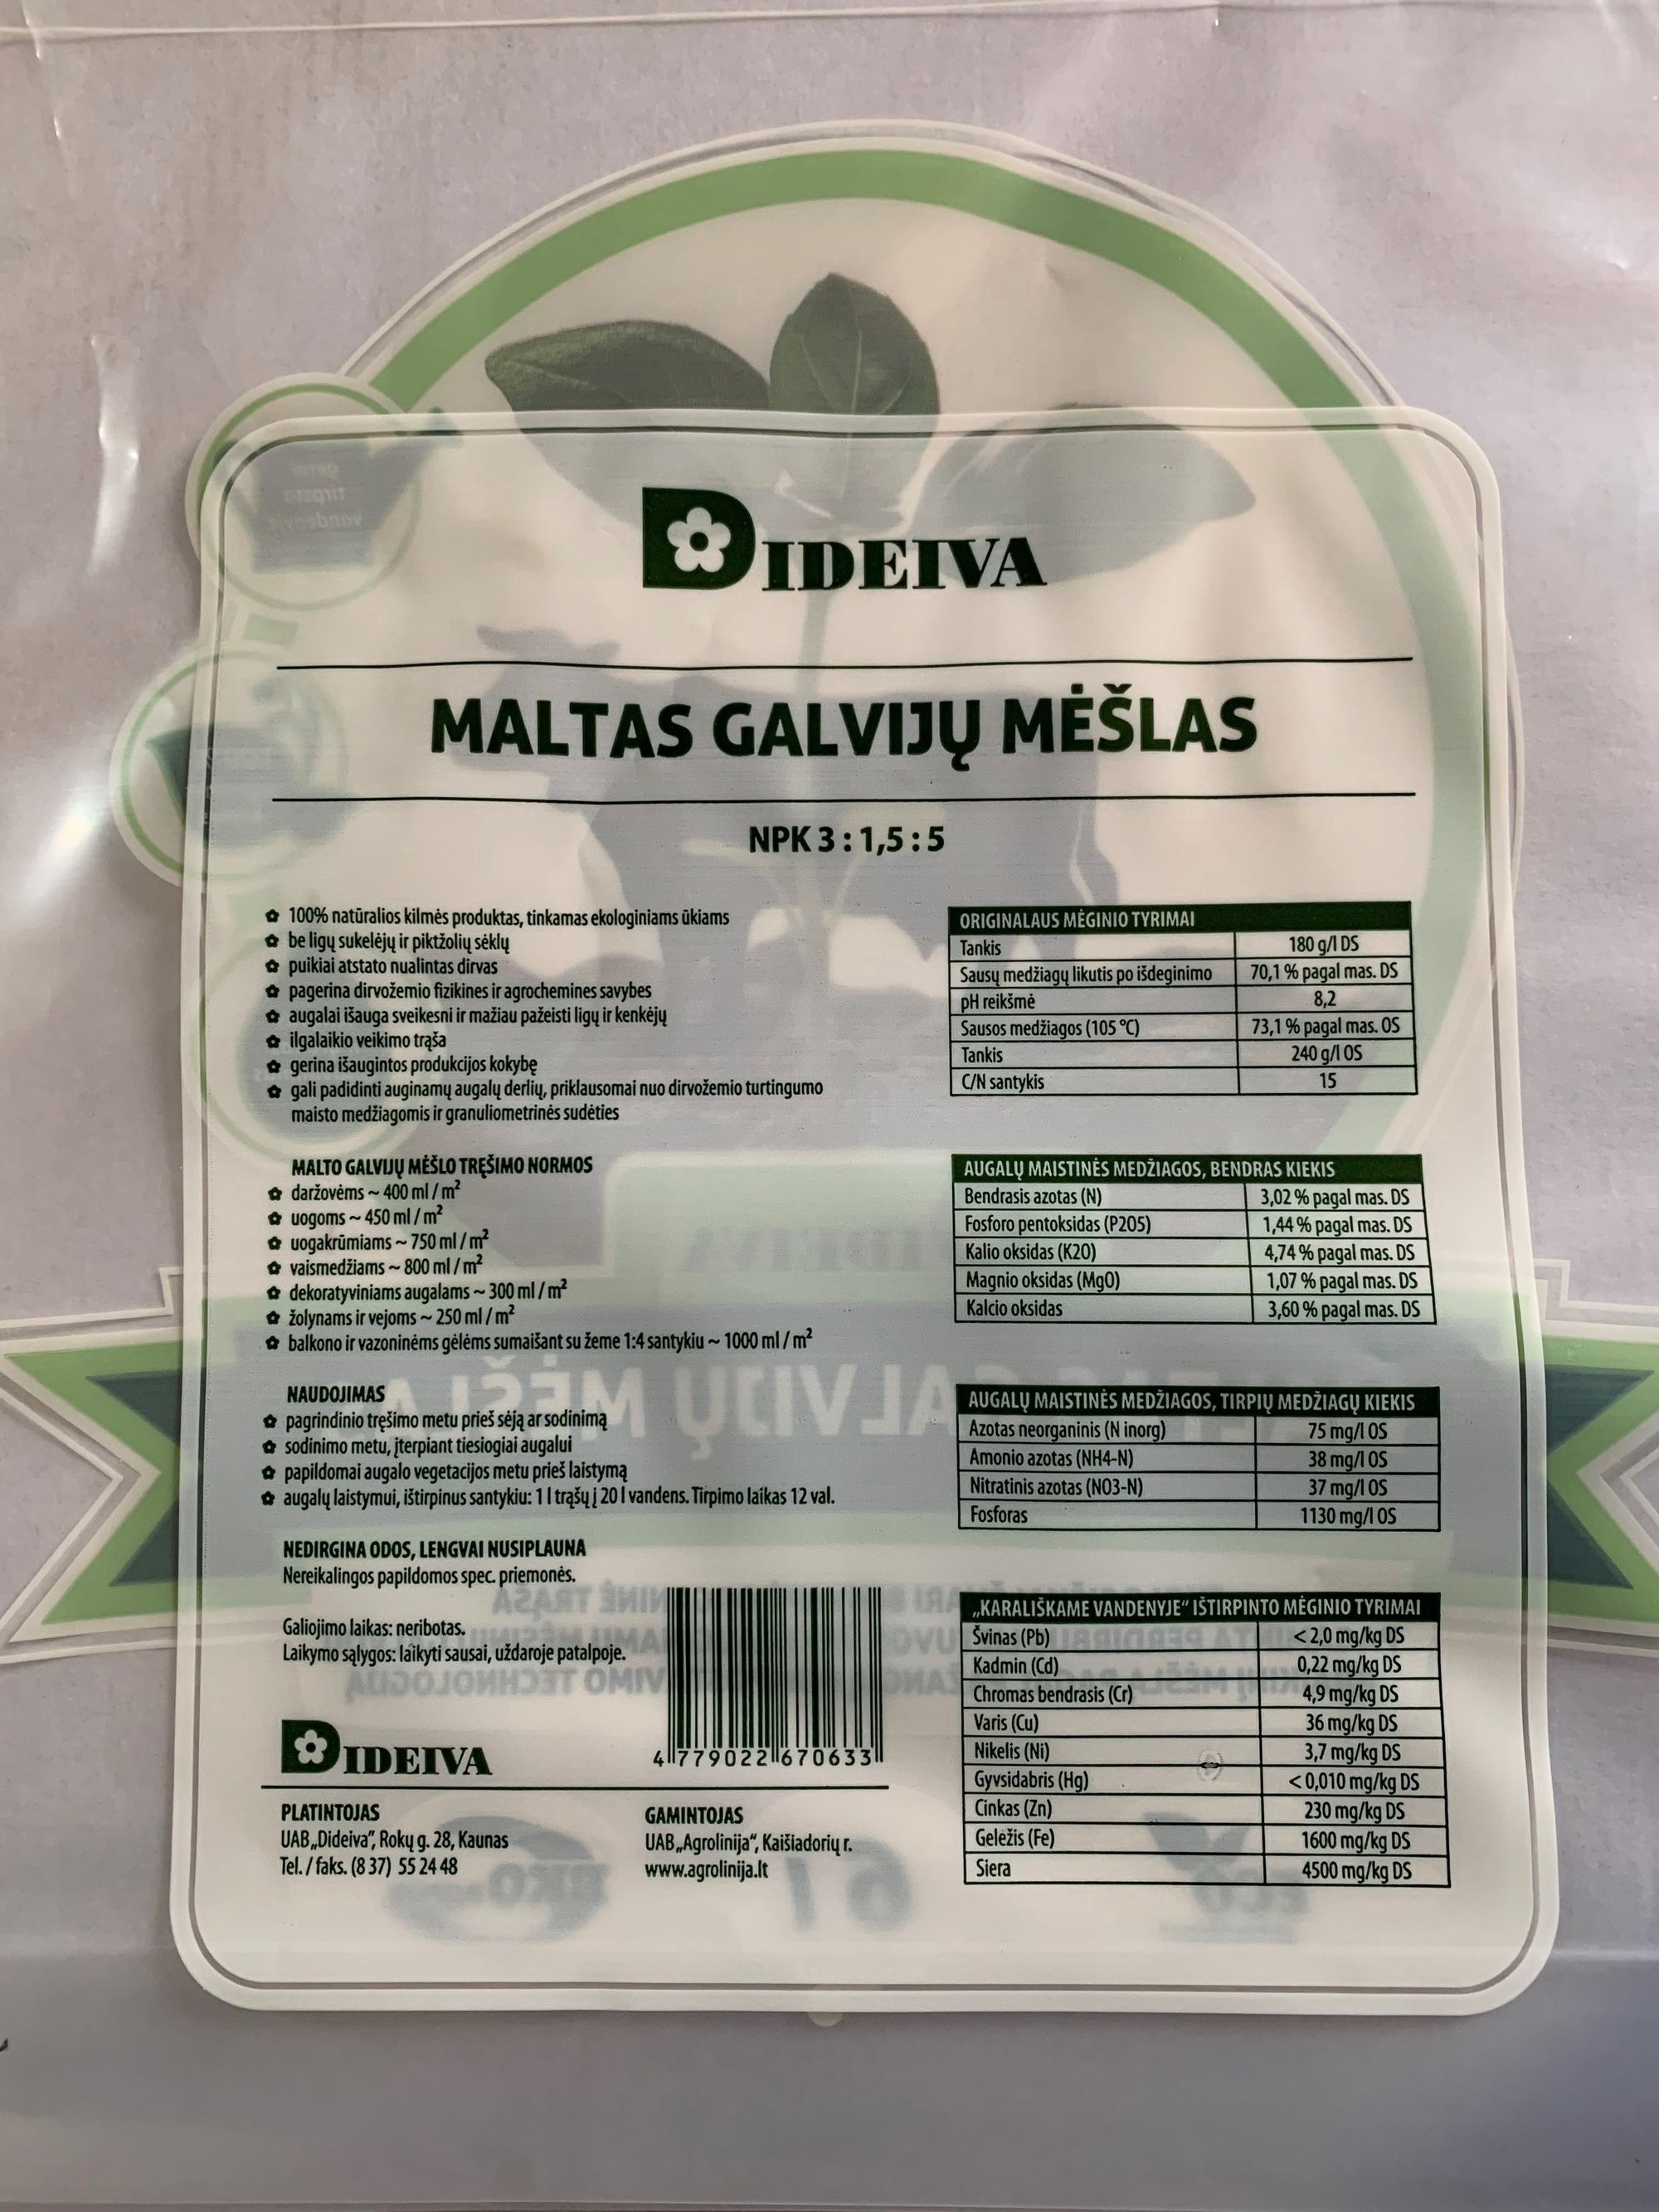 DIDEIVA
MALTAS GALVIJŲ MĖŠLAS
NPK 3 : 1,5 : 5
100% natūralios kilmės produktas, tinkamas ekologiniams ūkiams
be ligų sukelėjų ir piktžolių sėklų
puikiai atstato nualintas dirvas
pagerina dirvožemio fizikines ir agrochemines savybes
augalai išauga sveikesni ir mažiau pažeisti ligų ir kenkėjų
ilgalaikio veikimo trąša
gerina išaugintos produkcijos kokybę
gali padidinti auginamų augalų derlių, priklausomai nuo dirvožemio turtingumo
maisto medžiagomis ir granuliometrinės sudėties
MALTO GALVIJŲ MĖŠLO TRĘŠIMO NORMOS
daržovėms ~ 400 ml / m²
uogoms ~ 450 ml / m²
uogakrūmiams ~ 750 ml / m²
vaismedžiams ~ 800 ml / m²
dekoratyviniams augalams ~ 300 ml / m²
žolynams ir vejoms ~ 250 ml / m²
balkono ir vazoninėms gėlėms sumaišant su žeme 1:4 santykiu ~ 1000 ml / m²
NAUDOJIMAS
pagrindinio tręšimo metu prieš sėją ar sodinimą
sodinimo metu, įterpiant tiesiogiai augalui
papildomai augalo vegetacijos metu prieš laistymą
augalų laistymui, ištirpinus santykiu: 1 l trąšų į 20 l vandens. Tirpimo laikas 12 val.
NEDIRGINA ODOS, LENGVAI NUSIPLAUNA
Nereikalingos papildomos spec. priemonės.
Galiojimo laikas: neribotas.
Laikymo sąlygos: laikyti sausai, uždaroje patalpoje.
4 779022 670633
DIDEIVA
PLATINTOJAS
UAB „Dideiva", Rokų g. 28, Kaunas
Tel. / faks. (8 37) 55 24 48
GAMINTOJAS
UAB „Agrolinija“, Kaišiadorių r.
www.agrolinija.lt
ORIGINALAUS MĖGINIO TYRIMAI
Tankis 180 g/l DS
Sausų medžiagų likutis po išdeginimo 70,1 % pagal mas. DS
pH reikšmė 8,2
Sausos medžiagos (105 °C) 73,1 % pagal mas. OS
Tankis 240 g/l OS
C/N santykis 15
AUGALŲ MAISTINĖS MEDŽIAGOS, BENDRAS KIEKIS
Bendrasis azotas (N) 3,02 % pagal mas. DS
Fosforo pentoksidas (P2O5) 1,44 % pagal mas. DS
Kalio oksidas (K2O) 4,74 % pagal mas. DS
Magnio oksidas (MgO) 1,07 % pagal mas. DS
Kalcio oksidas 3,60 % pagal mas. DS
AUGALŲ MAISTINĖS MEDŽIAGOS, TIRPIŲ MEDŽIAGŲ KIEKIS
Azotas neorganinis (N inorg) 75 mg/l OS
Amonio azotas (NH4-N) 38 mg/l OS
Nitratinis azotas (NO3-N) 37 mg/l OS
Fosforas 1130 mg/l OS
„KARALIŠKAME VANDENYJE“ IŠTIRPINTO MĖGINIO TYRIMAI
Švinas (Pb) < 2,0 mg/kg DS
Kadmin (Cd) 0,22 mg/kg DS
Chromas bendrasis (Cr) 4,9 mg/kg DS
Varis (Cu) 36 mg/kg DS
Nikelis (Ni) 3,7 mg/kg DS
Gyvsidabris (Hg) < 0,010 mg/kg DS
Cinkas (Zn) 230 mg/kg DS
Geležis (Fe) 1600 mg/kg DS
Siera 4500 mg/kg DS